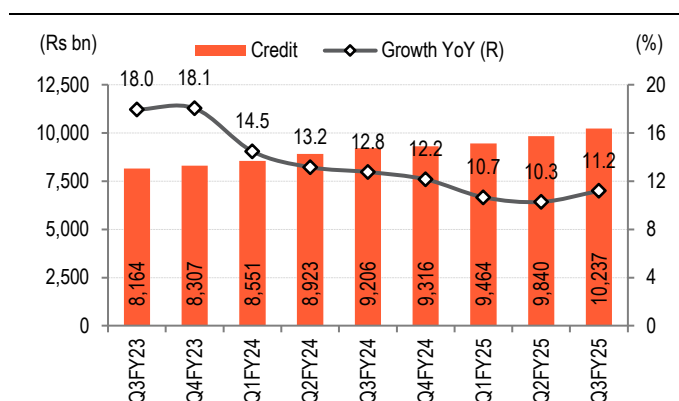 (Rs bn) Credit Growth YoY (R) (%)
12,500 20
10,000 16
7,500 12
5,000 8
2,500 4
0 0
18.0 18.1 14.5 13.2 12.8 12.2 10.7 10.3 11.2
8,164 8,307 8,551 8,923 9,206 9,316 9,464 9,840 10,237
Q3FY23 Q4FY23 Q1FY24 Q2FY24 Q3FY24 Q4FY24 Q1FY25 Q2FY25 Q3FY25